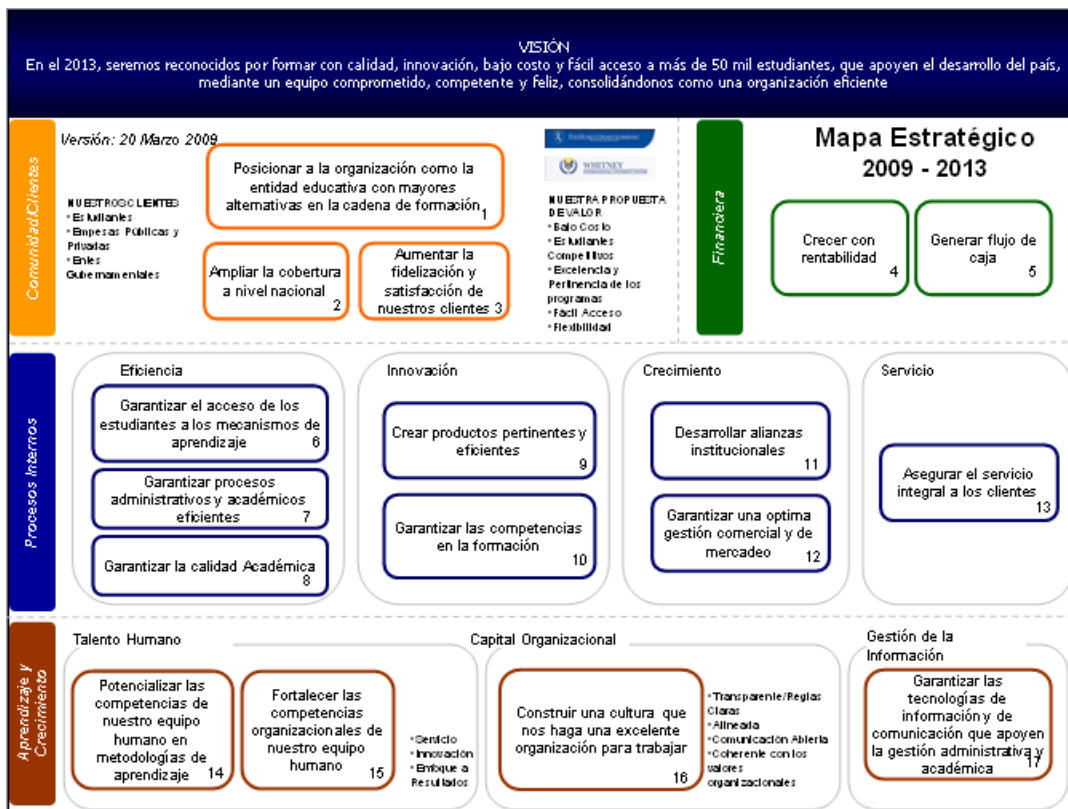 VISIÓN
En el 2013, seremos reconocidos por formar con calidad, innovación, bajo costo y fácil acceso a más de 50 mil estudiantes, que apoyen el desarrollo del país,
mediante un equipo comprometido, competente y feliz, consolidándonos como una organización eficiente
Comunidad/Clientes
Versión: 20 Marzo 2009
NUESTROS CLIENTES
• Estudiantes
• Empesas Públicas y
Privadas
• Entes
Gubernamentales
Posicionar a la organización como la
entidad educativa con mayores
alternativas en la cadena de formación
1
Ampliar la cobertura
a nivel nacional
2
Aumentar la
fidelización y
satisfacción de
nuestros clientes 3
WHITNEY
NUESTRA PROPUESTA
DE VALOR
• Bajo Costo
• Estudiantes
Competitivos
• Excelencia y
Pertinencia de los
programas
• Fácil Acceso
• Flexibilidad
Financiera
Mapa Estratégico
2009 - 2013
Crecer con
rentabilidad
4
Generar flujo de
caja
5
Procesos Internos
Eficiencia
Garantizar el acceso de los
estudiantes a los mecanismos de
aprendizaje
6
Garantizar procesos
administrativos y académicos
eficientes
7
Garantizar la calidad Académica
8
Innovación
Crear productos pertinentes y
eficientes
9
Garantizar las competencias
en la formación
10
Crecimiento
Desarrollar alianzas
institucionales
11
Garantizar una optima
gestión comercial y de
mercadeo
12
Servicio
Asegurar el servicio
integral a los clientes
13
Aprendizaje y
Crecimiento
Talento Humano
Potencializar las
competencias de
nuestro equipo
humano en
metodologías de
aprendizaje
14
Fortalecer las
competencias
organizacionales de
nuestro equipo
humano
15
• Servicio
• Innovación
• Enfoque a
Resultados
Capital Organizacional
Construir una cultura que
nos haga una excelente
organización para trabajar
16
• Transparente/Reglas
Claras
• Alineada
• Comunicación Abierta
• Coherente con los
valores
organizacionales
Gestión de la
Información
Garantizar las
tecnologías de
información y de
comunicación que apoyen
la gestión administrativa y
académica
17